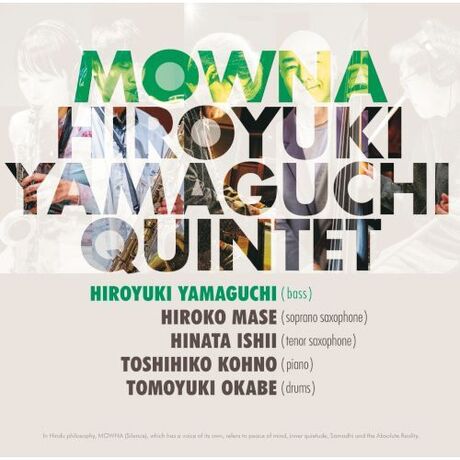 MOWNA
HIROYUKI
YAMAGUCHI
QUINTET
HIROYUKI YAMAGUCHI (bass)
HIROKO MASE (soprano saxophone)
HINATA ISHII (tenor saxophone)
TOSHIHIKO KOHNO (piano)
TOMOYUKI OKABE (drums)
In Hindu philosophy, MOWNA (Silence), which has a voice of its own, refers to peace of mind, inner quietude, Samadhi and the Absolute Reality.